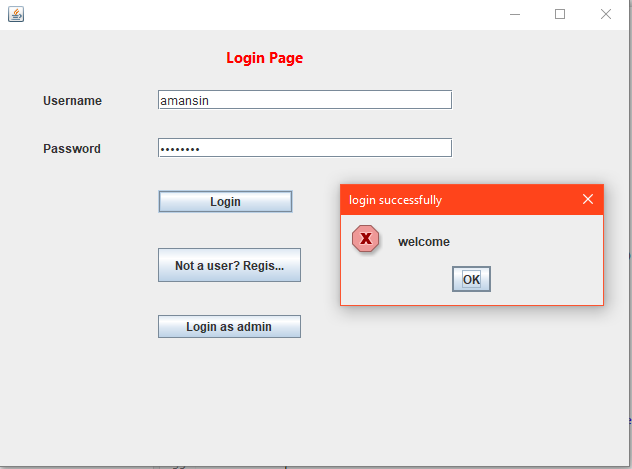 Login Page
Username
amansin
Password
••••••••
Login
login successfully
welcome
OK
Not a user? Regis...
Login as admin